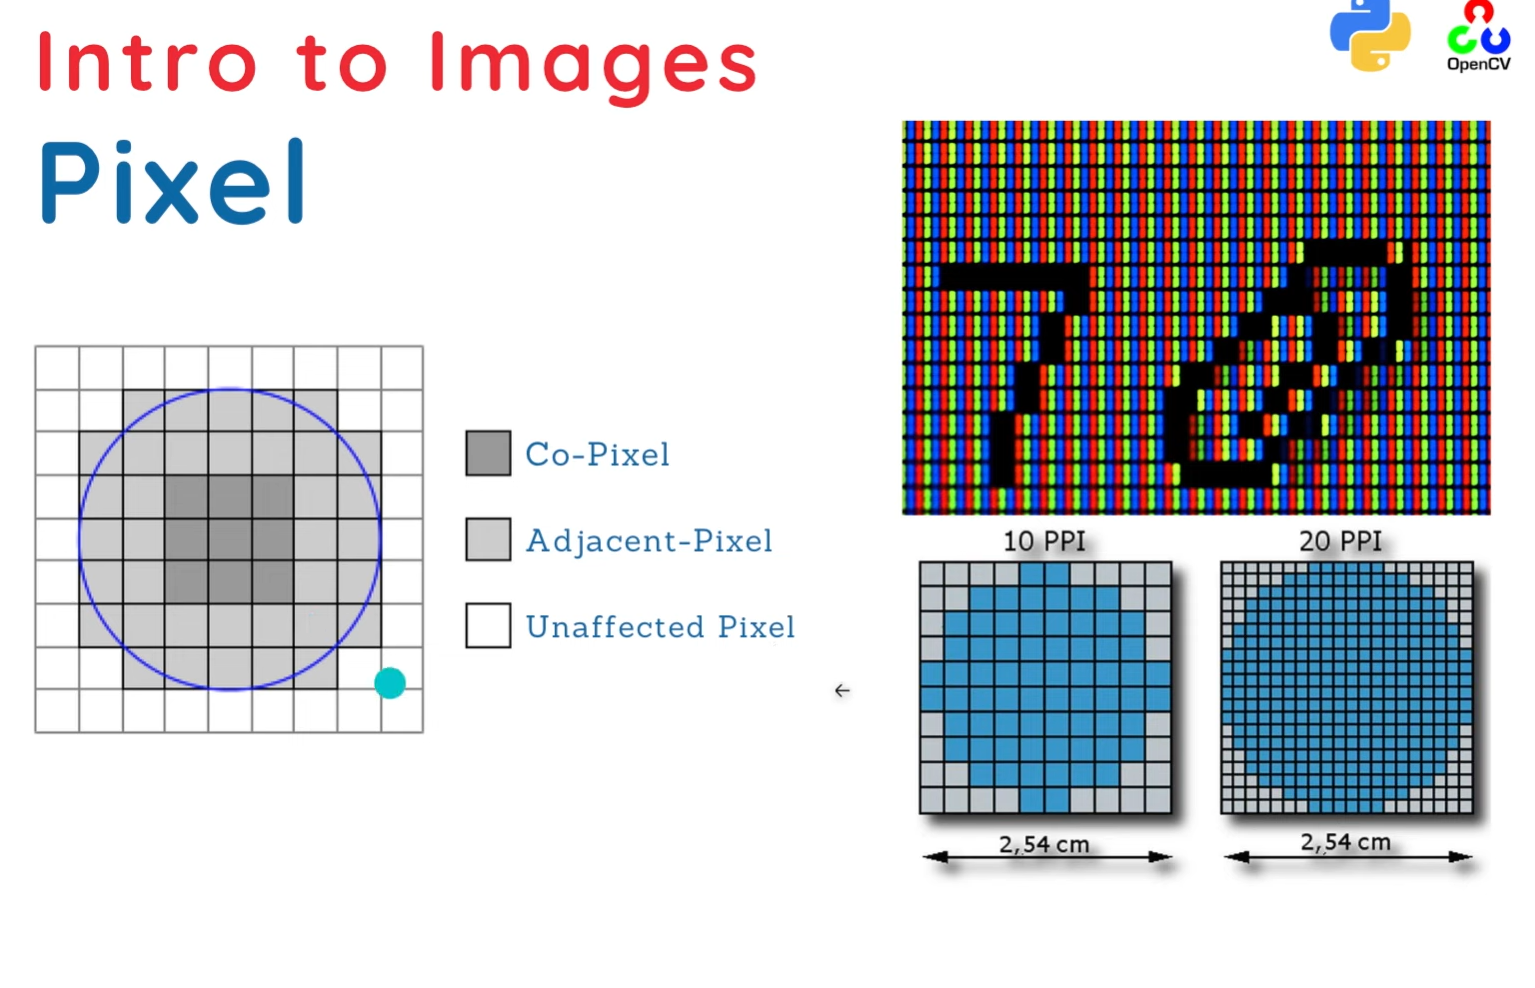 Intro to Images
Pixel
OpenCV
Co-Pixel
Adjacent-Pixel
Unaffected Pixel
10 PPI
20 PPI
2,54 cm
2,54 cm